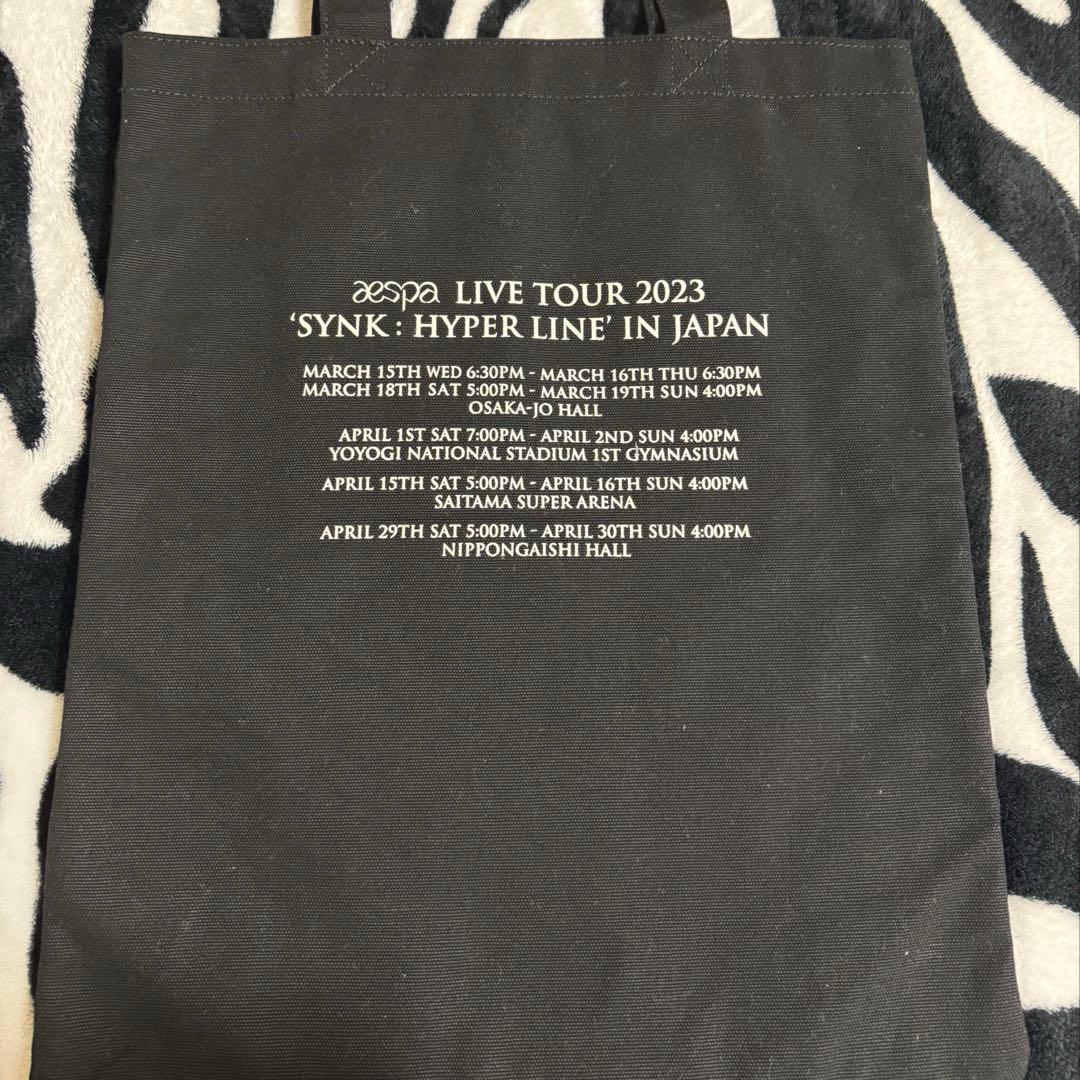 æspa LIVE TOUR 2023
‘SYNK : HYPER LINE’ IN JAPAN
MARCH 15TH WED 6:30PM - MARCH 16TH THU 6:30PM
MARCH 18TH SAT 5:00PM - MARCH 19TH SUN 4:00PM
OSAKA-JO HALL
APRIL 1ST SAT 7:00PM - APRIL 2ND SUN 4:00PM
YOYOGI NATIONAL STADIUM 1ST GYMNASIUM
APRIL 15TH SAT 5:00PM - APRIL 16TH SUN 4:00PM
SAITAMA SUPER ARENA
APRIL 29TH SAT 5:00PM - APRIL 30TH SUN 4:00PM
NIPPONGAISHI HALL